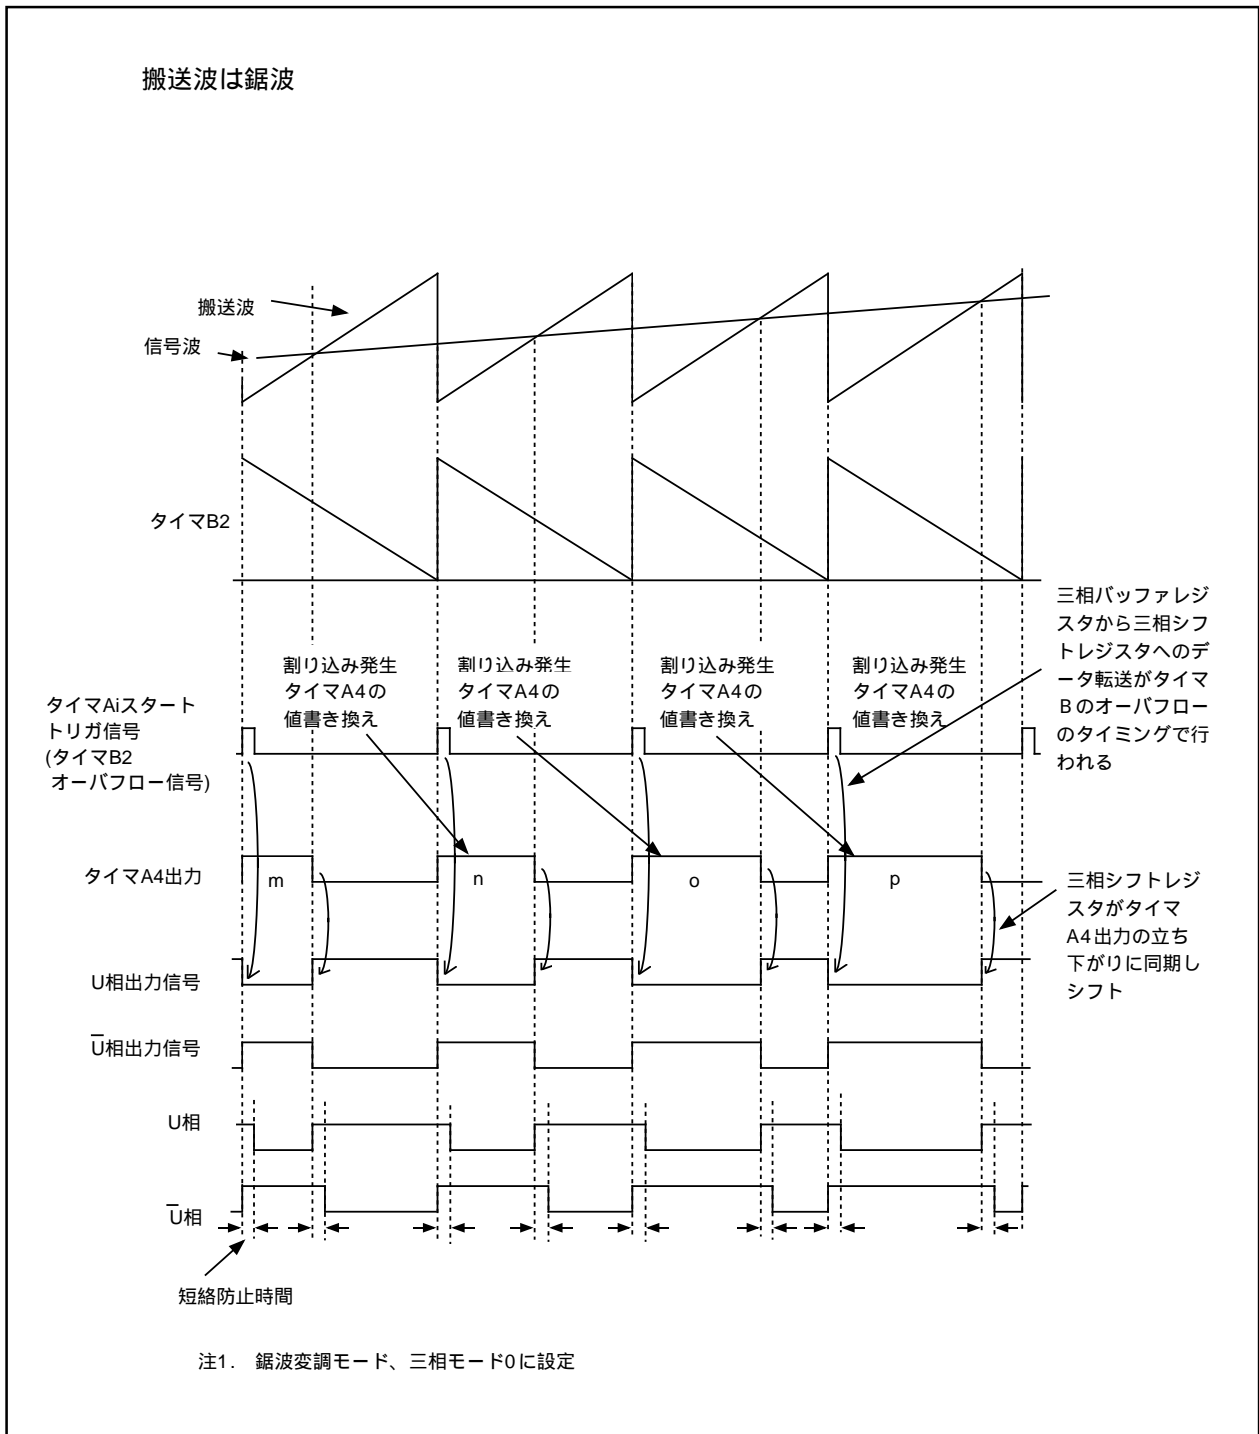 搬送波は鋸波
搬送波
信号波
タイマB2
割り込み発生
タイマA4の
値書き換え
割り込み発生
タイマA4の
値書き換え
割り込み発生
タイマA4の
値書き換え
割り込み発生
タイマA4の
値書き換え
三相バッファレジ
スタから三相シフ
トレジスタへのデ
ータ転送がタイマ
Bのオーバフロー
のタイミングで行
われる
タイマAiスタート
トリガ信号
(タイマB2
オーバフロー信号)
タイマA4出力
m
n
o
p
三相シフトレジ
スタがタイマ
A4出力の立ち
下がりに同期し
シフト
U相出力信号
U̅相出力信号
U相
U̅相
短絡防止時間
注1. 鋸波変調モード、三相モード0に設定